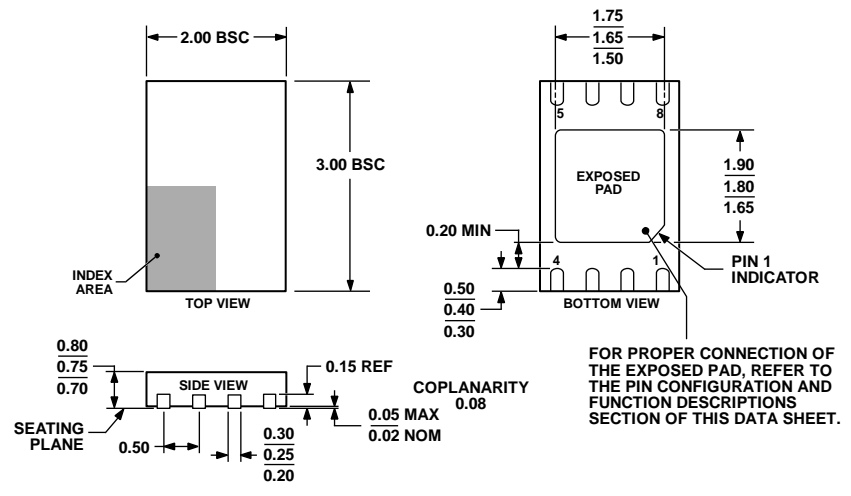 2.00 BSC
3.00 BSC
INDEX
AREA
TOP VIEW
1.75
1.65
1.50
5
8
EXPOSED
PAD
1.90
1.80
1.65
0.20 MIN
4
1
PIN 1
INDICATOR
0.50
0.40
0.30
BOTTOM VIEW
FOR PROPER CONNECTION OF
THE EXPOSED PAD, REFER TO
THE PIN CONFIGURATION AND
FUNCTION DESCRIPTIONS
SECTION OF THIS DATA SHEET.
0.80
0.75
0.70
SIDE VIEW
0.15 REF
COPLANARITY
0.08
SEATING
PLANE
0.05 MAX
0.02 NOM
0.50
0.30
0.25
0.20